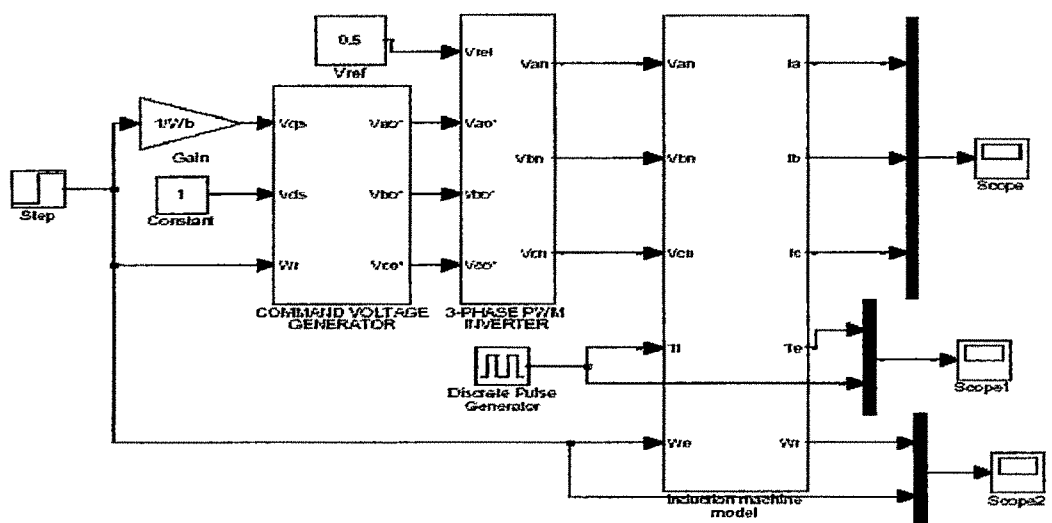 0.5
Vref
Vref
Van
Van
Ia
1/Wb
Gain
Vqs
Vao*
Vao*
Vbn
Vbn
Ib
Scope
Step
1
Constant
Vds
Vbo*
Vbo*
Wr
Vco*
Vco*
Vcn
Vcn
Ic
COMMAND VOLTAGE
GENERATOR
3-PHASE PWM
INVERTER
Discrete Pulse
Generator
Tl
Te
Scope1
We
Wr
Induction machine
model
Scope2